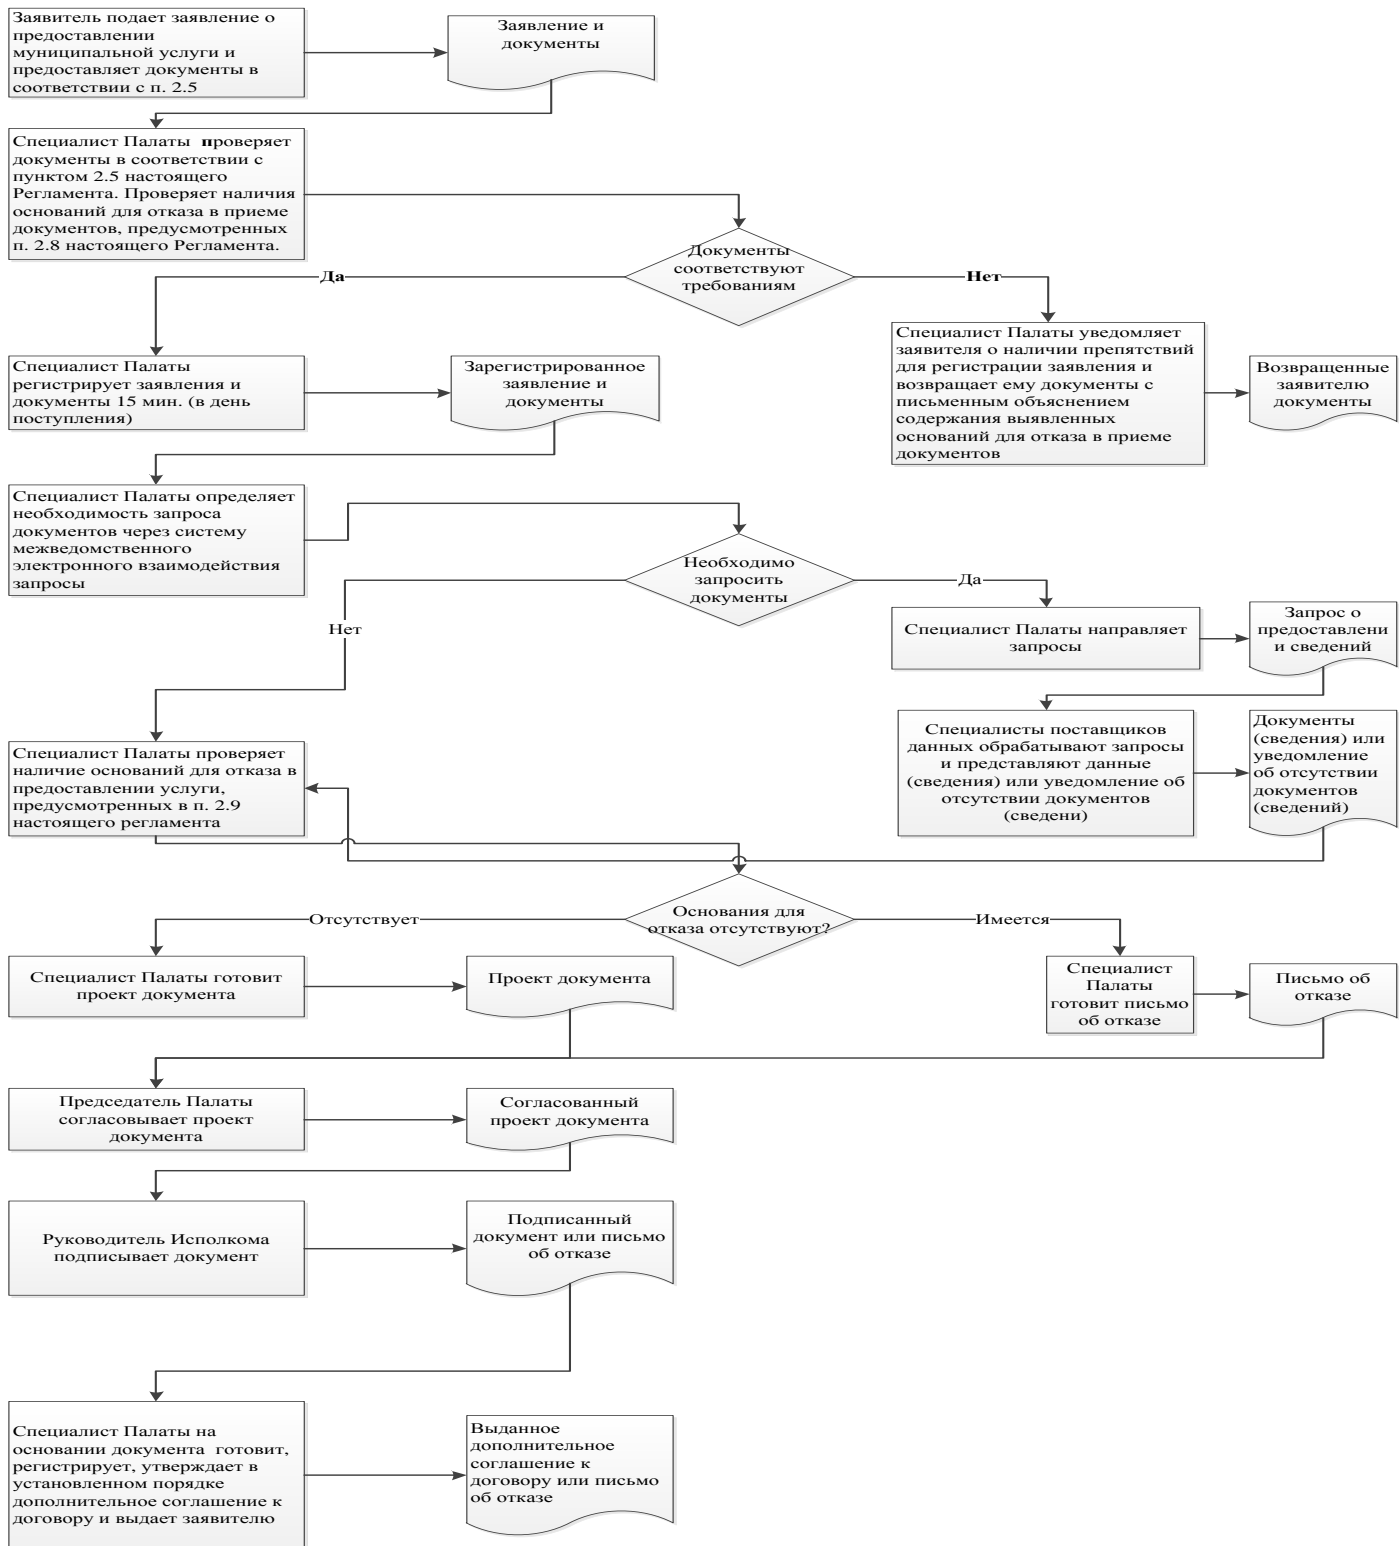 Заявитель подает заявление о
предоставлении
муниципальной услуги и
предоставляет документы в
соответствии с п. 2.5
Заявление и
документы
Специалист Палаты проверяет
документы в соответствии с
пунктом 2.5 настоящего
Регламента. Проверяет наличия
оснований для отказа в приеме
документов, предусмотренных
п. 2.8 настоящего Регламента.
Документы
соответствуют
требованиям
Да
Нет
Специалист Палаты
регистрирует заявления и
документы 15 мин. (в день
поступления)
Зарегистрированное
заявление и
документы
Специалист Палаты уведомляет
заявителя о наличии препятствий
для регистрации заявления и
возвращает ему документы с
письменным объяснением
содержания выявленных
оснований для отказа в приеме
документов
Возвращенные
заявителю
документы
Специалист Палаты определяет
необходимость запроса
документов через систему
межведомственного
электронного взаимодействия
запросы
Необходимо
запросить
документы
Да
Нет
Специалист Палаты направляет
запросы
Запрос о
предоставлени
и сведений
Специалисты поставщиков
данных обрабатывают запросы
и представляют данные
(сведения) или уведомление об
отсутствии документов
(сведени)
Документы
(сведения) или
уведомление
об отсутствии
документов
(сведений)
Специалист Палаты проверяет
наличие оснований для отказа в
предоставлении услуги,
предусмотренных в п. 2.9
настоящего регламента
Основания для
отказа отсутствуют?
Отсутствует
Имеется
Специалист Палаты готовит
проект документа
Проект документа
Специалист
Палаты
готовит письмо
об отказе
Письмо об
отказе
Председатель Палаты
согласовывает проект
документа
Согласованный
проект документа
Руководитель Исполкома
подписывает документ
Подписанный
документ или письмо
об отказе
Специалист Палаты на
основании документа готовит,
регистрирует, утверждает в
установленном порядке
дополнительное соглашение к
договору и выдает заявителю
Выданное
дополнительное
соглашение к
договору или письмо
об отказе